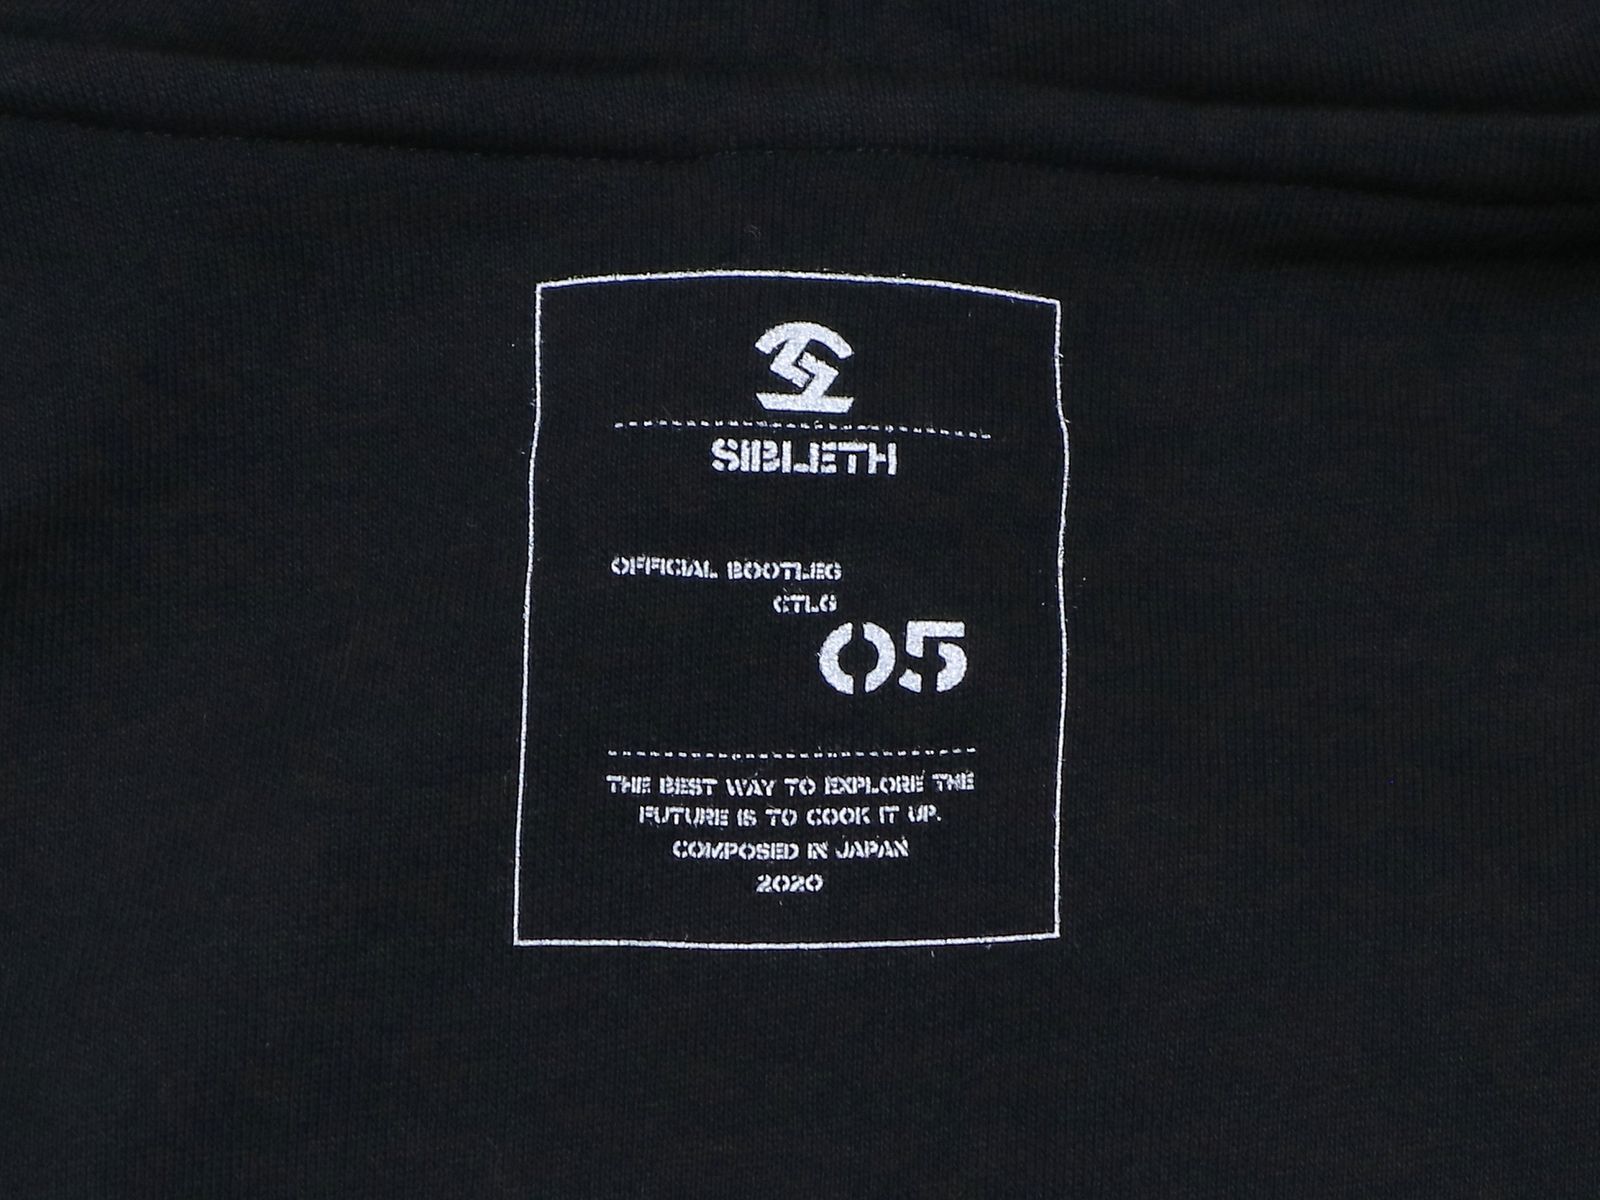 SIBLETH
OFFICIAL BOOTLEG
CTLG
05
THE BEST WAY TO EXPLORE THE
FUTURE IS TO COOK IT UP.
COMPOSED IN JAPAN
2020